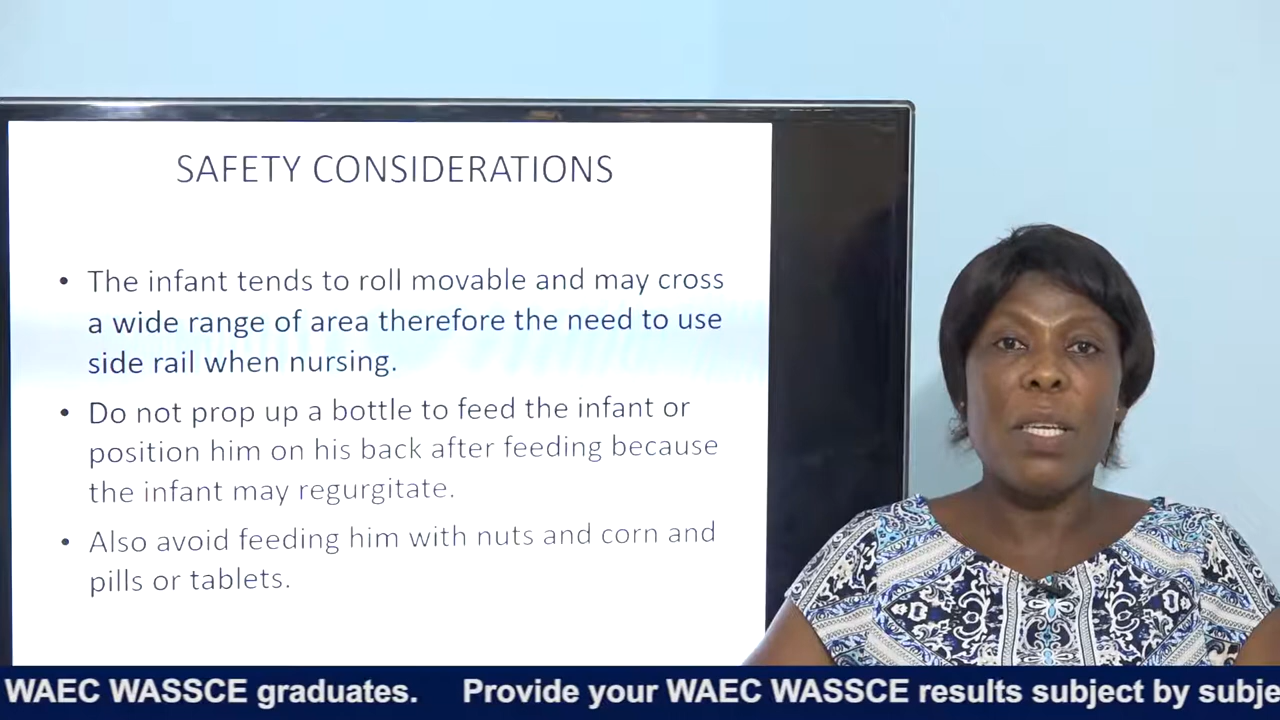 SAFETY CONSIDERATIONS
• The infant tends to roll movable and may cross
a wide range of area therefore the need to use
side rail when nursing.
• Do not prop up a bottle to feed the infant or
position him on his back after feeding because
the infant may regurgitate.
• Also avoid feeding him with nuts and corn and
pills or tablets.
WAEC WASSCE graduates. Provide your WAEC WASSCE results subject by subje